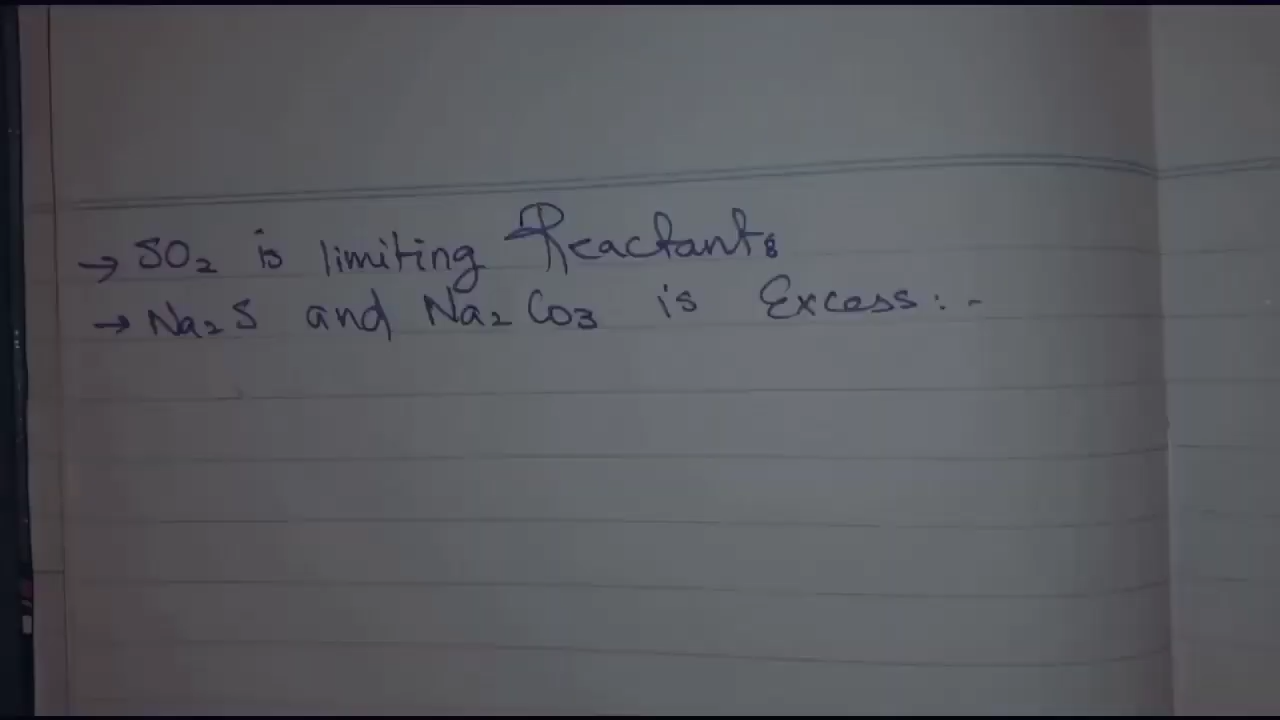 → SO₂ is limiting Reactant:
→ Na₂S and Na₂CO₃ is Excess:-